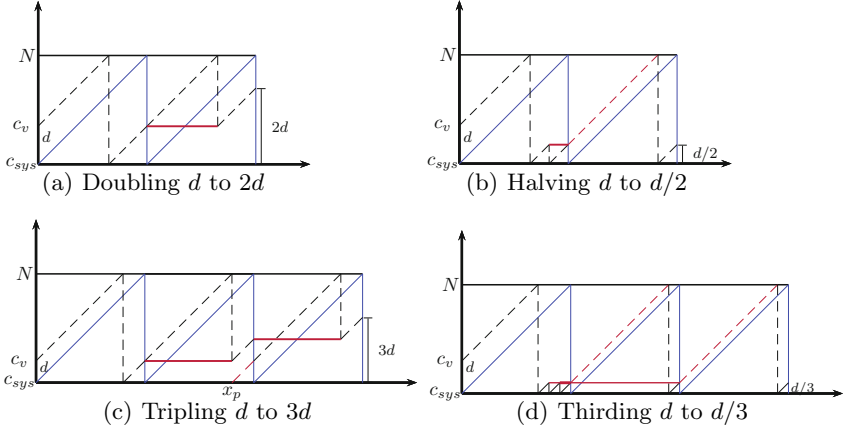 N
c_v
d
c_sys
2d
(a) Doubling d to 2d
N
c_v
d
c_sys
d/2
(b) Halving d to d/2
N
c_v
d
c_sys
x_p
3d
(c) Tripling d to 3d
N
c_v
d
c_sys
d/3
(d) Thirding d to d/3